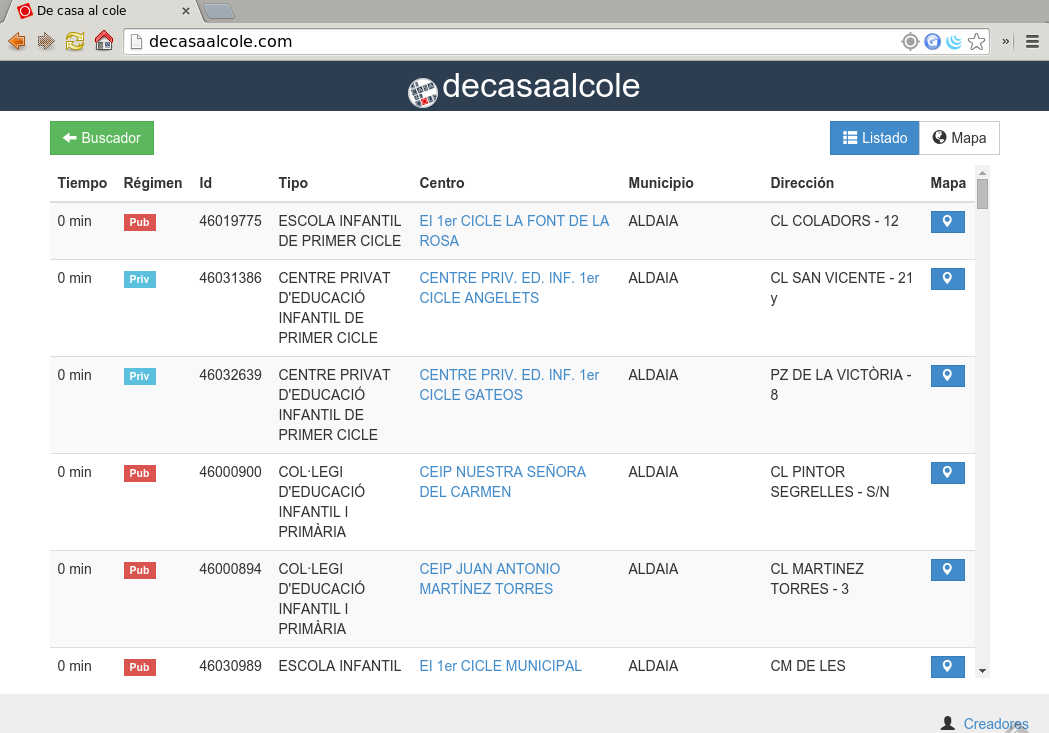 De casa al cole
decasaalcole.com
decasaalcole
Buscador
Listado
Mapa
Tiempo Régimen Id Tipo Centro Municipio Dirección Mapa
0 min Pub 46019775 ESCOLA INFANTIL EI 1er CICLE LA FONT DE LA ALDAIA CL COLADORS - 12
DE PRIMER CICLE ROSA
0 min Priv 46031386 CENTRE PRIVAT CENTRE PRIV. ED. INF. 1er ALDAIA CL SAN VICENTE - 21
D'EDUCACIÓ CICLE ANGELETS y
INFANTIL DE
PRIMER CICLE
0 min Priv 46032639 CENTRE PRIVAT CENTRE PRIV. ED. INF. 1er ALDAIA PZ DE LA VICTÒRIA -
D'EDUCACIÓ CICLE GATEOS 8
INFANTIL DE
PRIMER CICLE
0 min Pub 46000900 COL·LEGI CEIP NUESTRA SEÑORA ALDAIA CL PINTOR
D'EDUCACIÓ DEL CARMEN SEGRELLES - S/N
INFANTIL I
PRIMÀRIA
0 min Pub 46000894 COL·LEGI CEIP JUAN ANTONIO ALDAIA CL MARTINEZ
D'EDUCACIÓ MARTÍNEZ TORRES TORRES - 3
INFANTIL I
PRIMÀRIA
0 min Pub 46030989 ESCOLA INFANTIL EI 1er CICLE MUNICIPAL ALDAIA CM DE LES
Creadores